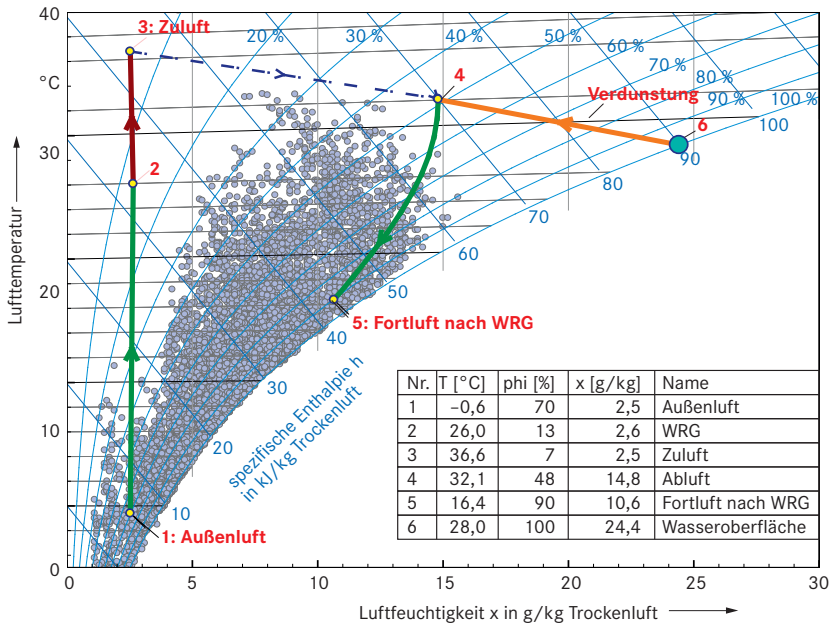 40
°C
30
20
10
0
Lufttemperatur
3: Zuluft
20 %
30 %
40 %
50 %
60 %
70 %
80 %
90 %
100 %
4
Verdunstung
6
100
90
80
70
60
50
40
30
20
10
2
5: Fortluft nach WRG
spezifische Enthalpie h
in kJ/kg Trockenluft
1: Außenluft
Nr. T [°C] phi [%] x [g/kg] Name
1 –0,6 70 2,5 Außenluft
2 26,0 13 2,6 WRG
3 36,6 7 2,5 Zuluft
4 32,1 48 14,8 Abluft
5 16,4 90 10,6 Fortluft nach WRG
6 28,0 100 24,4 Wasseroberfläche
0 5 10 15 20 25 30
Luftfeuchtigkeit x in g/kg Trockenluft